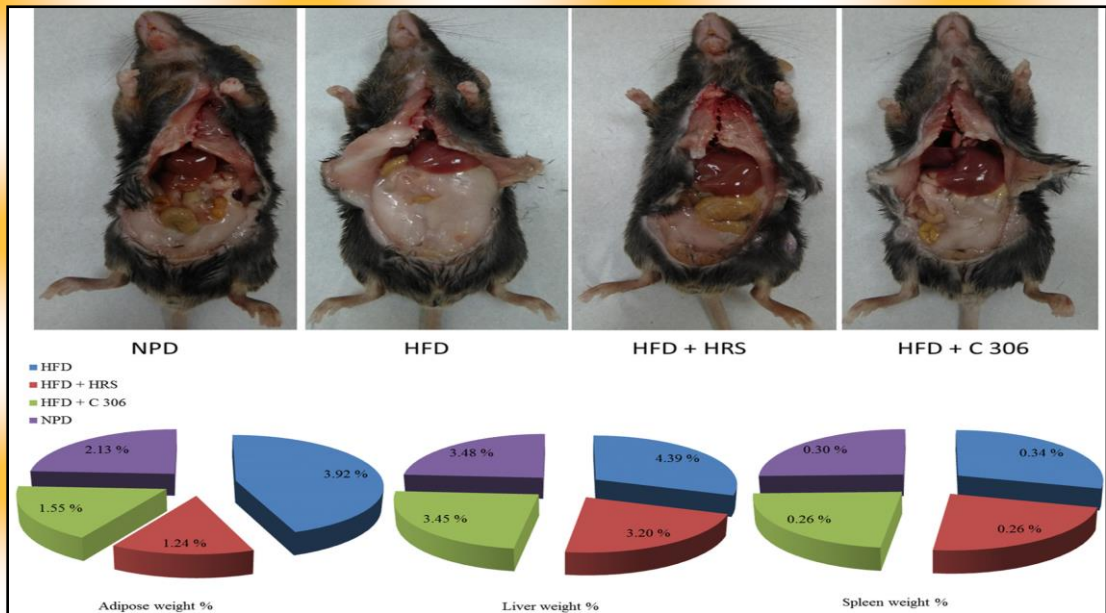 NPD HFD HFD + HRS HFD + C 306
HFD
HFD + HRS
HFD + C 306
NPD
2.13 % 3.92 % 1.55 % 1.24 %
3.48 % 4.39 % 3.45 % 3.20 %
0.30 % 0.34 % 0.26 % 0.26 %
Adipose weight % Liver weight % Spleen weight %